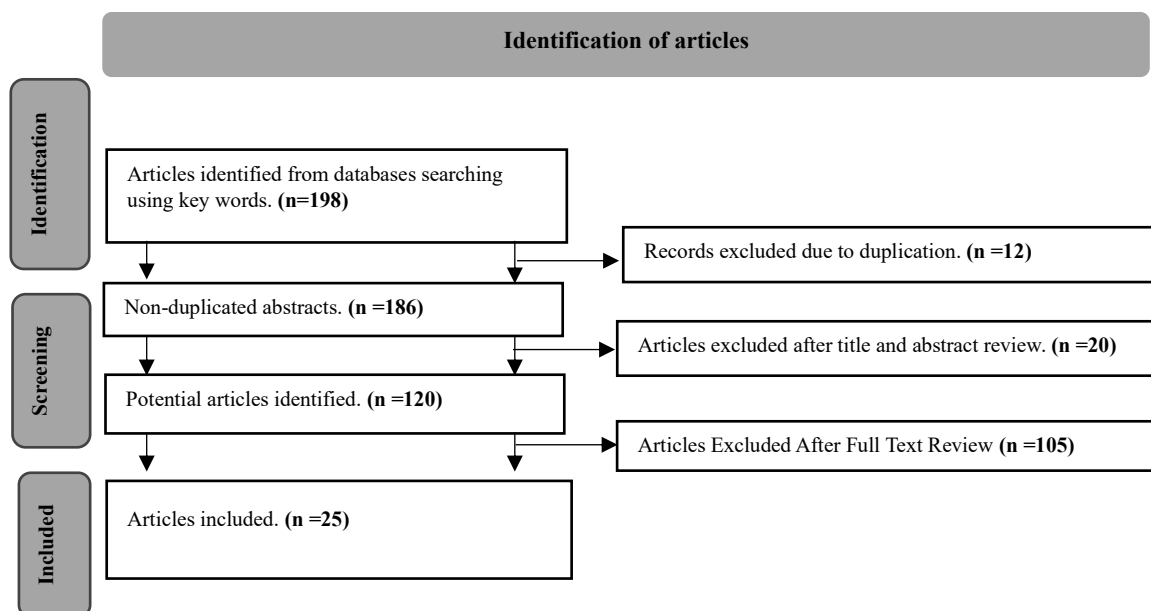 Identification of articles
Identification
Articles identified from databases searching
using key words. (n=198)
Records excluded due to duplication. (n =12)
Screening
Non-duplicated abstracts. (n =186)
Articles excluded after title and abstract review. (n =20)
Potential articles identified. (n =120)
Articles Excluded After Full Text Review (n =105)
Included
Articles included. (n =25)